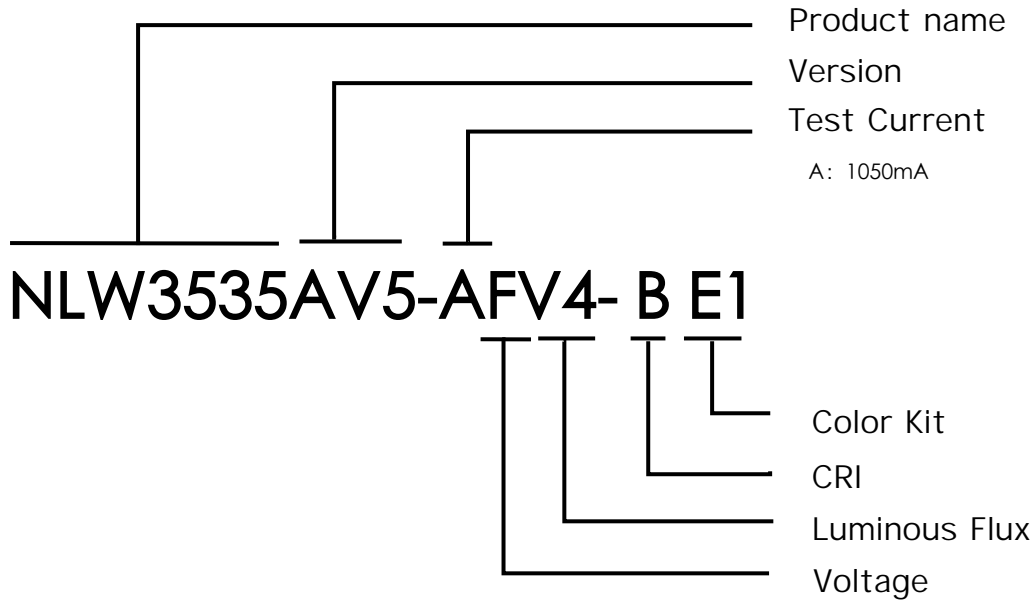 Product name
Version
Test Current
A: 1050mA
NLW3535AV5-AFV4- B E1
Color Kit
CRI
Luminous Flux
Voltage